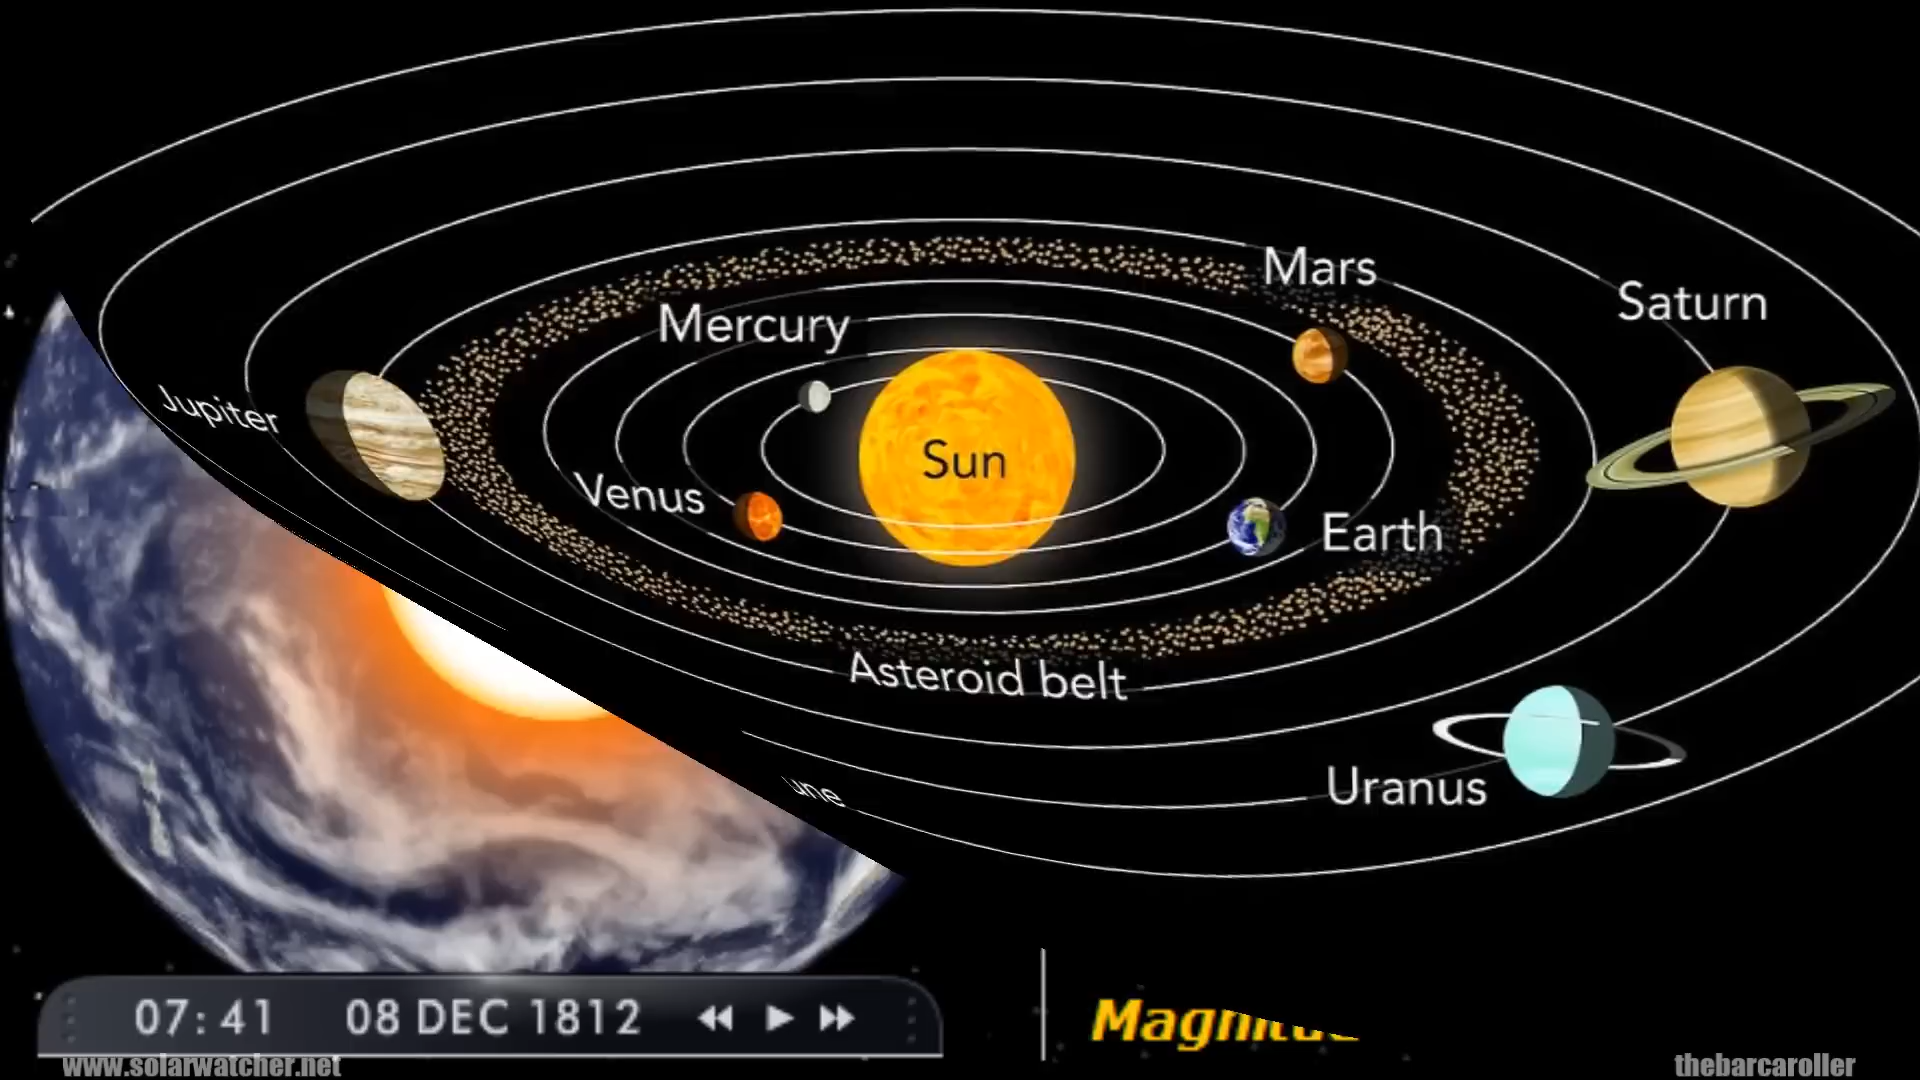 Mars
Saturn
Mercury
Jupiter
Sun
Venus
Earth
Asteroid belt
Uranus
07:41 08 DEC 1812
www.solarwatcher.net
thebarcaroller